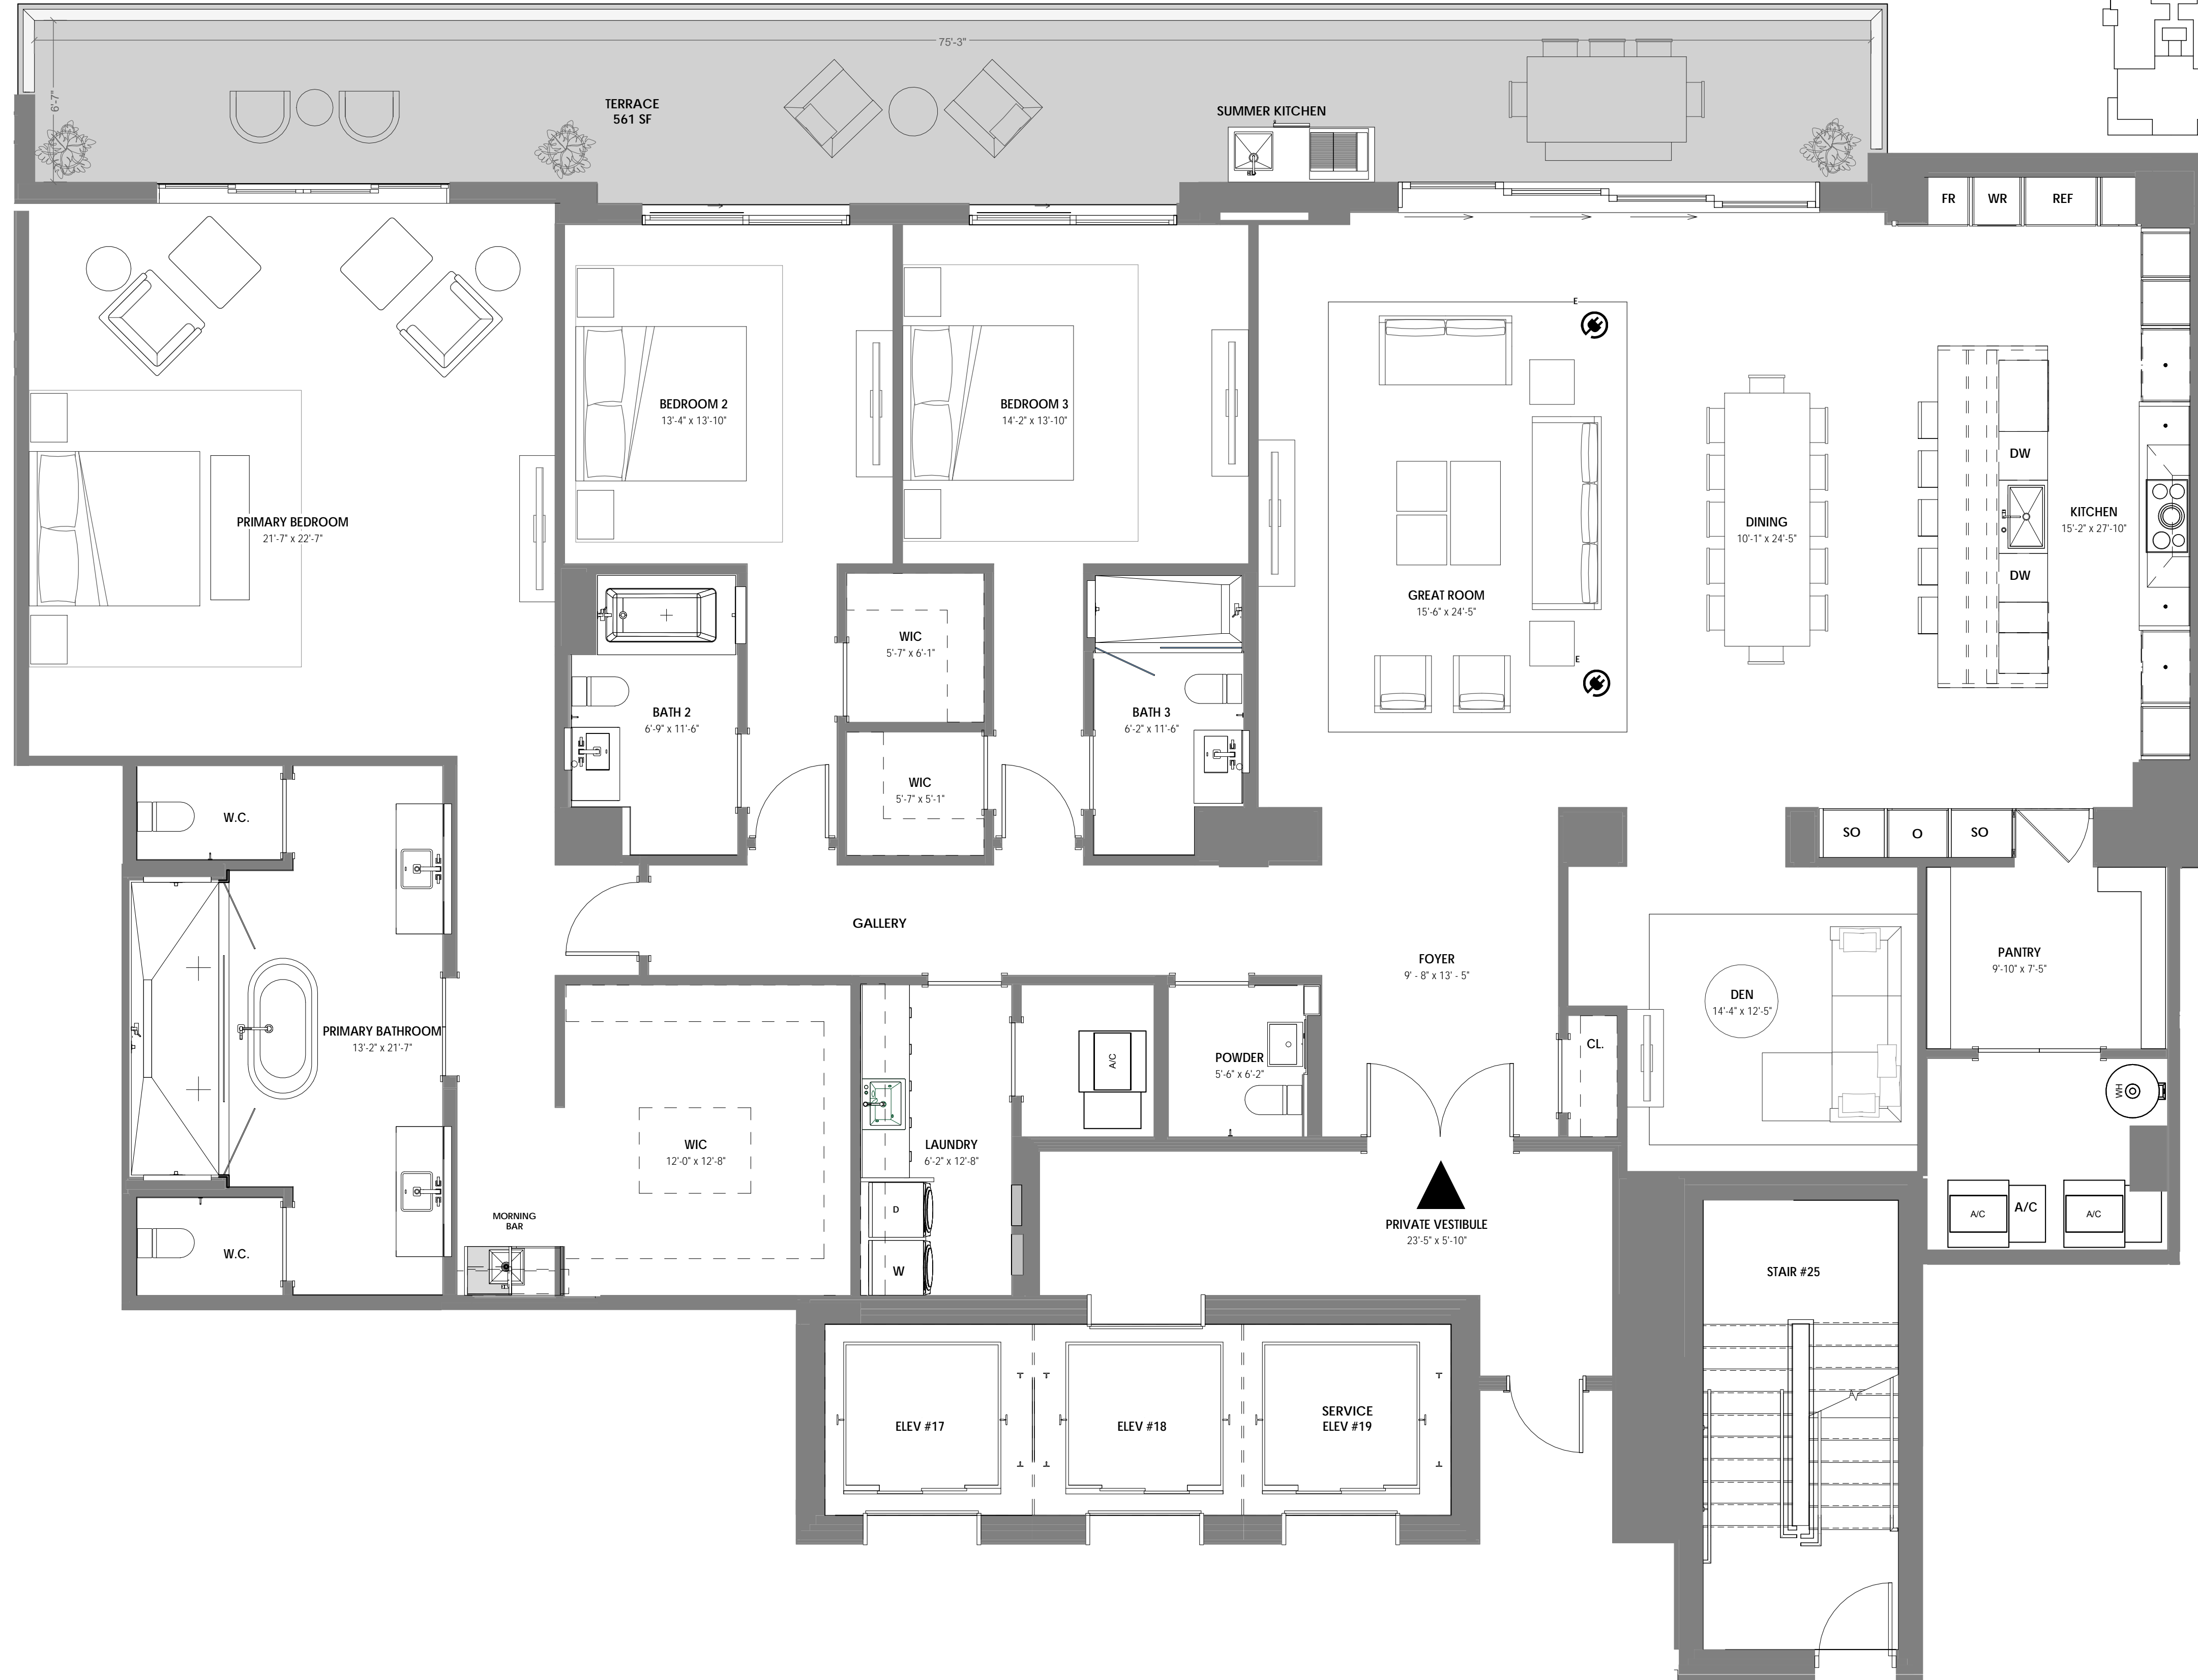 75'-3"
6'-7"
TERRACE
561 SF
SUMMER KITCHEN
FR
WR
REF
E
BEDROOM 2
13'-4" x 13'-10"
BEDROOM 3
14'-2" x 13'-10"
PRIMARY BEDROOM
21'-7" x 22'-7"
DW
DINING
10'-1" x 24'-5"
KITCHEN
15'-2" x 27'-10"
DW
GREAT ROOM
15'-6" x 24'-5"
E
WIC
5'-7" x 6'-1"
BATH 2
6'-9" x 11'-6"
BATH 3
6'-2" x 11'-6"
WIC
5'-7" x 5'-1"
W.C.
SO
O
SO
GALLERY
FOYER
9' - 8" x 13' - 5"
PANTRY
9'-10" x 7'-5"
DEN
14'-4" x 12'-5"
PRIMARY BATHROOM
13'-2" x 21'-7"
CL.
A/C
POWDER
5'-6" x 6'-2"
WH
WIC
12'-0" x 12'-8"
LAUNDRY
6'-2" x 12'-8"
D
W
MORNING
BAR
W.C.
PRIVATE VESTIBULE
23'-5" x 5'-10"
A/C
A/C
A/C
STAIR #25
ELEV #17
ELEV #18
SERVICE
ELEV #19